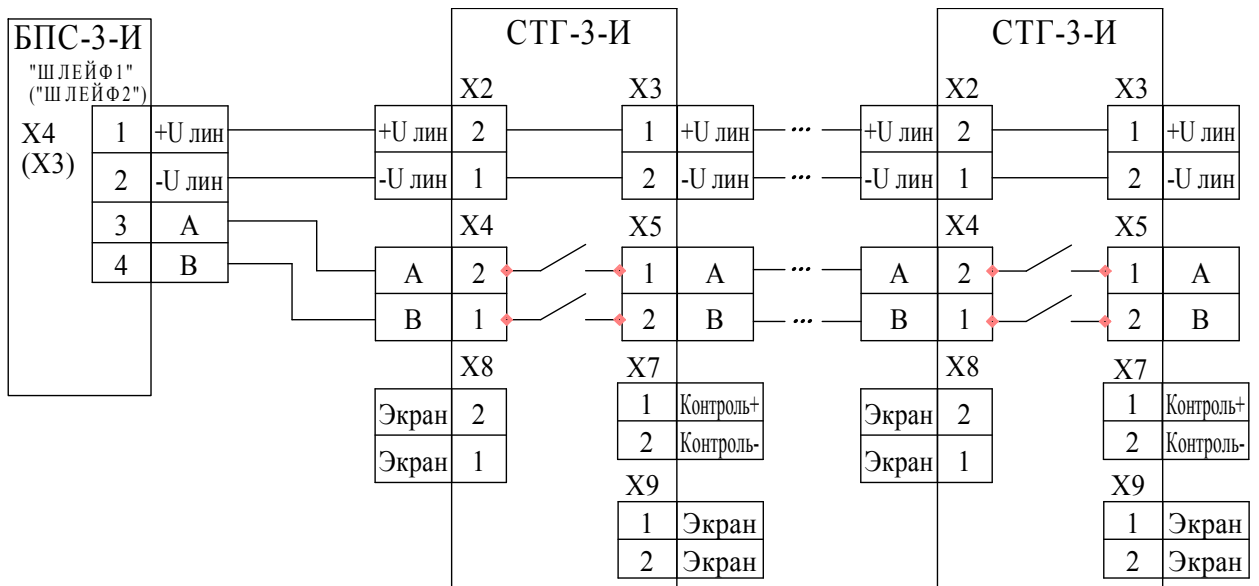 БПС-3-И
"ШЛЕЙФ1"
("ШЛЕЙФ2")
X4
(X3)
1 +U лин
2 -U лин
3 A
4 B
СТГ-3-И
X2
+U лин 2
-U лин 1
X3
1 +U лин
2 -U лин
X4
A 2
B 1
X5
1 A
2 B
X8
Экран 2
Экран 1
X7
1 Контроль+
2 Контроль-
X9
1 Экран
2 Экран
...
...
...
...
СТГ-3-И
X2
+U лин 2
-U лин 1
X3
1 +U лин
2 -U лин
X4
A 2
B 1
X5
1 A
2 B
X8
Экран 2
Экран 1
X7
1 Контроль+
2 Контроль-
X9
1 Экран
2 Экран